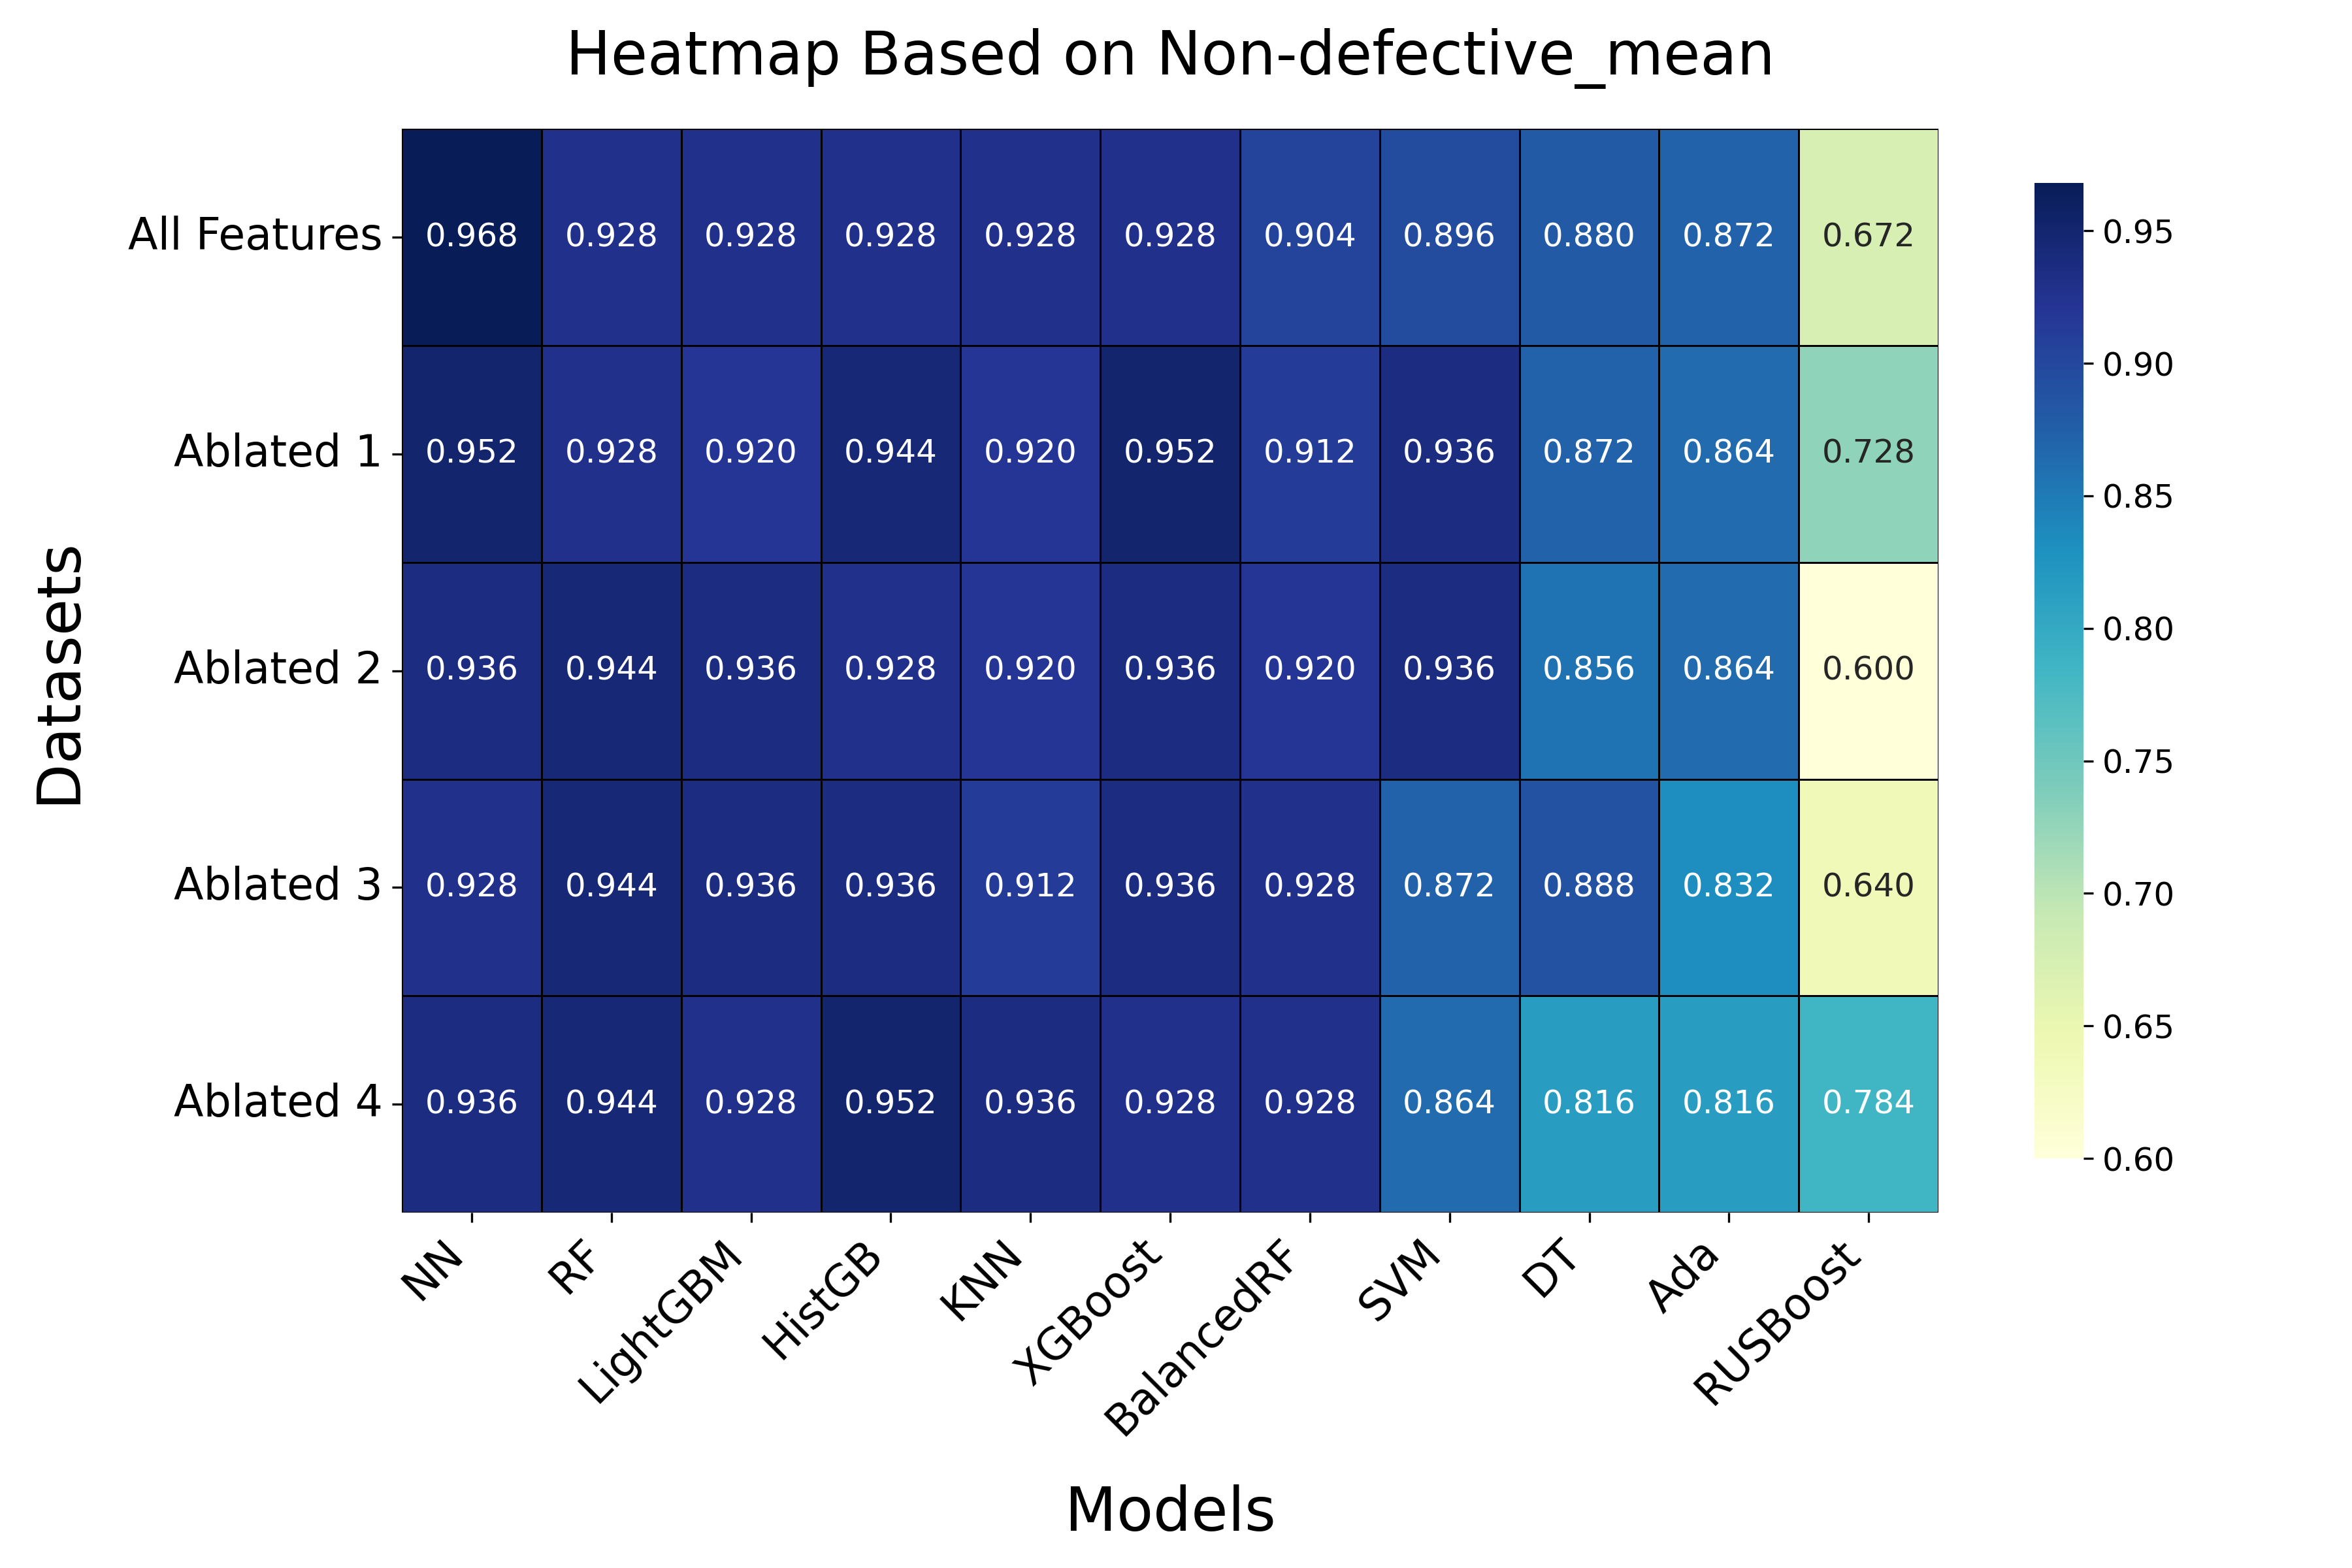 Heatmap Based on Non-defective_mean
Datasets
All Features 0.968 0.928 0.928 0.928 0.928 0.928 0.904 0.896 0.880 0.872 0.672
Ablated 1 0.952 0.928 0.920 0.944 0.920 0.952 0.912 0.936 0.872 0.864 0.728
Ablated 2 0.936 0.944 0.936 0.928 0.920 0.936 0.920 0.936 0.856 0.864 0.600
Ablated 3 0.928 0.944 0.936 0.936 0.912 0.936 0.928 0.872 0.888 0.832 0.640
Ablated 4 0.936 0.944 0.928 0.952 0.936 0.928 0.928 0.864 0.816 0.816 0.784
NN RF LightGBM HistGB KNN XGBoost BalancedRF SVM DT Ada RUSBoost
Models
0.95
0.90
0.85
0.80
0.75
0.70
0.65
0.60